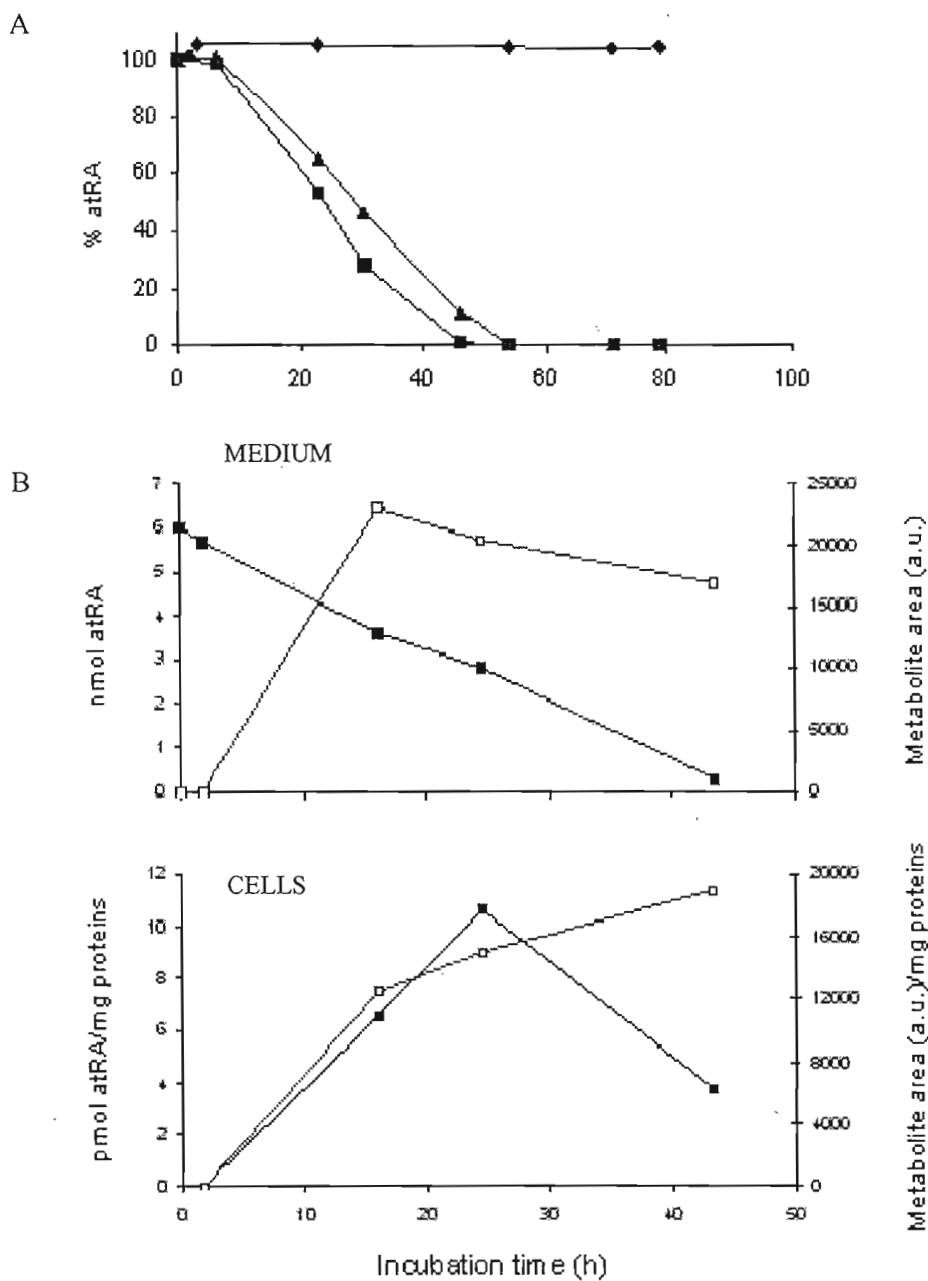 A
% atRA
100
80
60
40
20
0
0 20 40 60 80 100
B
MEDIUM
nmol atRA
7
6
5
4
3
2
1
0
25000
20000
15000
10000
5000
0
Metabolite area (a.u.)
CELLS
pmol atRA/mg proteins
12
10
8
6
4
2
0
20000
16000
12000
8000
4000
0
Metabolite area (a.u.)/mg proteins
0 10 20 30 40 50
Incubation time (h)